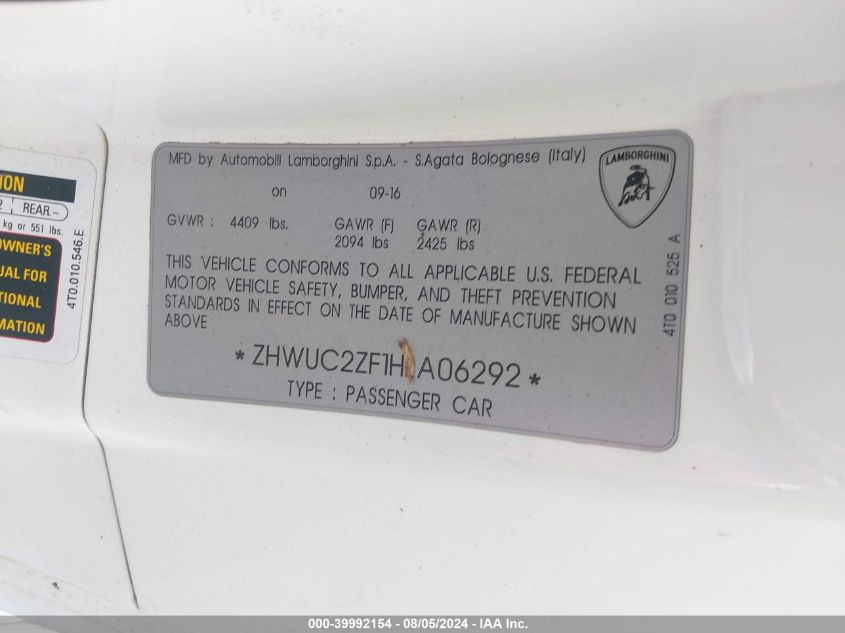 ION
2 REAR -
kg or 551 lbs.
OWNER'S
UAL FOR
TIONAL
MATION
4T0.010.546.E
MFD by Automobili Lamborghini S.p.A. - S.Agata Bolognese (Italy)
on 09-16
LAMBORGHINI
GVWR : 4409 lbs. GAWR (F) GAWR (R)
2094 lbs 2425 lbs
THIS VEHICLE CONFORMS TO ALL APPLICABLE U.S. FEDERAL
MOTOR VEHICLE SAFETY, BUMPER, AND THEFT PREVENTION
STANDARDS IN EFFECT ON THE DATE OF MANUFACTURE SHOWN
ABOVE
* ZHWUC2ZF1HLA06292 *
TYPE : PASSENGER CAR
4T0 010 525 A
000-39992154 - 08/05/2024 - IAA Inc.